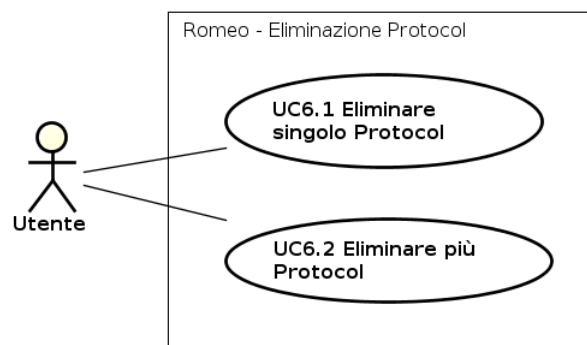 Romeo - Eliminazione Protocol
UC6.1 Eliminare
singolo Protocol
Utente
UC6.2 Eliminare più
Protocol